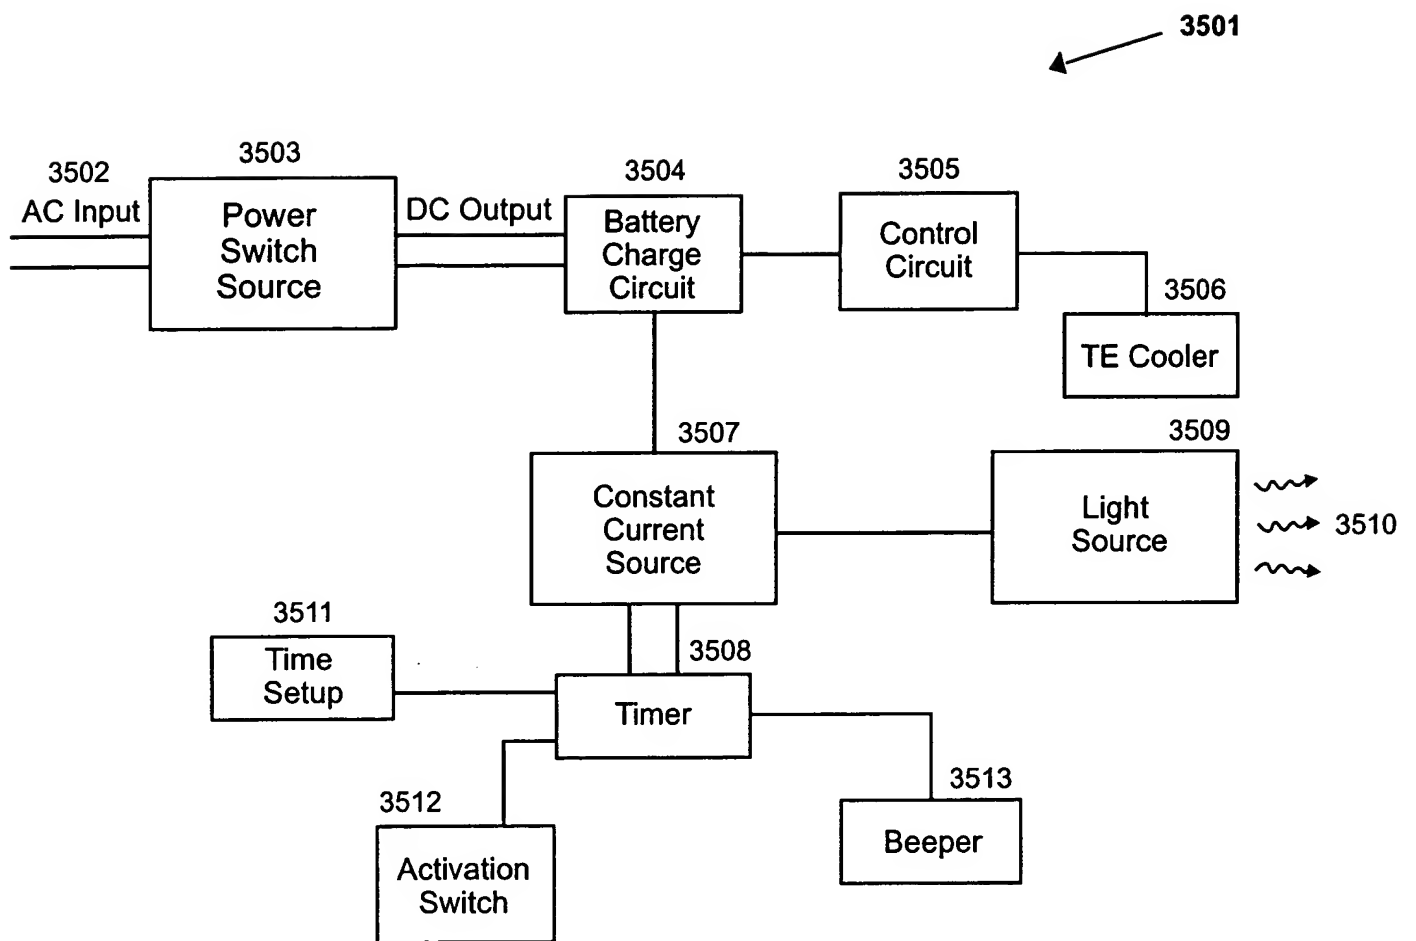 3501
3502
AC Input
3503
Power
Switch
Source
DC Output
3504
Battery
Charge
Circuit
3505
Control
Circuit
3506
TE Cooler
3507
Constant
Current
Source
3509
Light
Source
3510
3511
Time
Setup
3508
Timer
3512
Activation
Switch
3513
Beeper